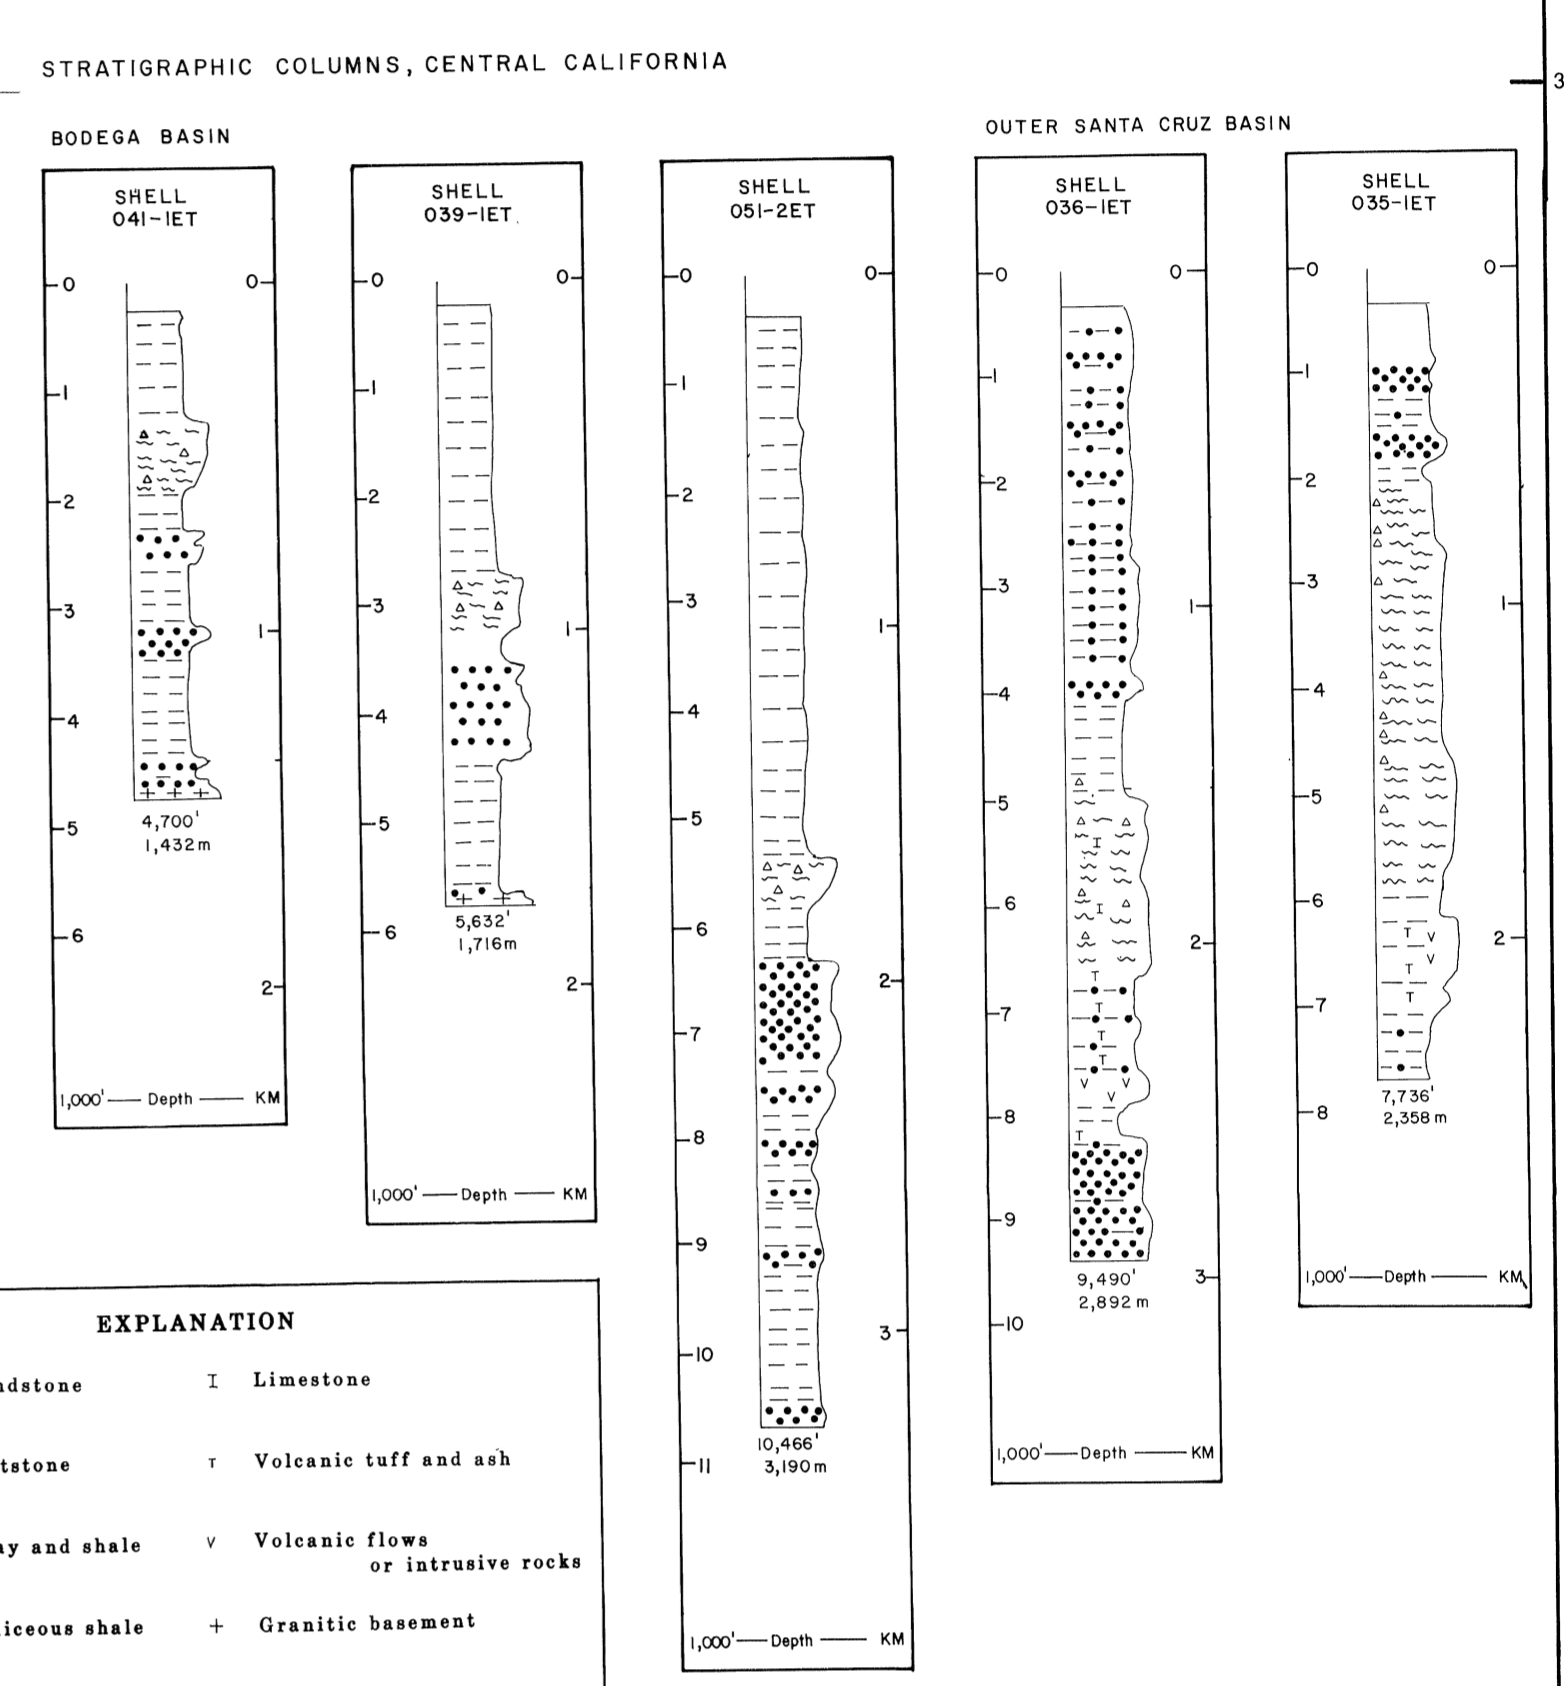 STRATIGRAPHIC COLUMNS, CENTRAL CALIFORNIA
3
BODEGA BASIN
OUTER SANTA CRUZ BASIN
SHELL
041-1ET
0
0
1
2
3
1
4
4,700'
1,432m
5
6
2
1,000' Depth KM
SHELL
039-1ET
0
0
1
2
3
1
4
5
5,632'
1,716m
6
2
1,000' Depth KM
SHELL
051-2ET
0
0
1
2
3
1
4
5
6
2
7
8
9
3
10
10,466'
3,190m
11
1,000' Depth KM
SHELL
036-1ET
0
0
1
2
3
1
4
5
6
2
7
8
9
9,490'
2,892m
3
10
1,000' Depth KM
SHELL
035-1ET
0
0
1
2
3
1
4
5
6
2
7
7,736'
2,358m
8
1,000' Depth KM
EXPLANATION
ndstone I Limestone
tstone T Volcanic tuff and ash
ay and shale V Volcanic flows
or intrusive rocks
iceous shale + Granitic basement